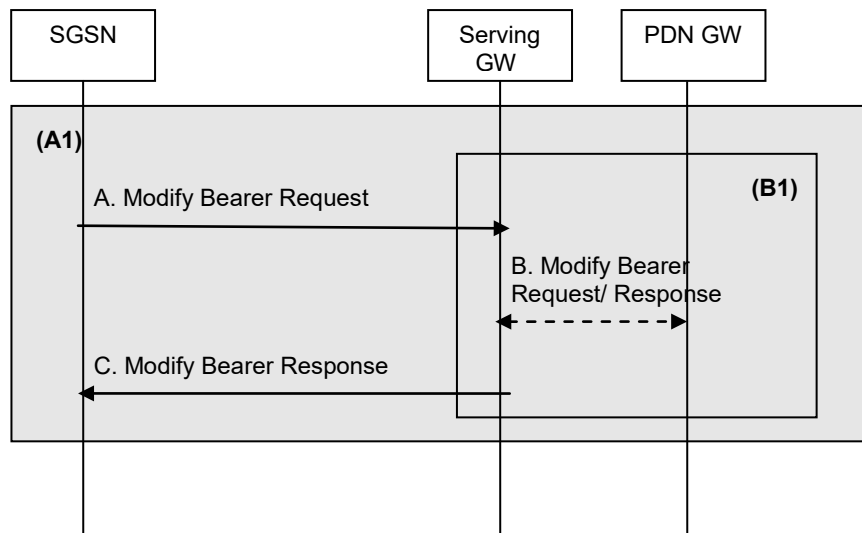 SGSN
Serving
GW
PDN GW
(A1)
(B1)
A. Modify Bearer Request
B. Modify Bearer
Request/ Response
C. Modify Bearer Response